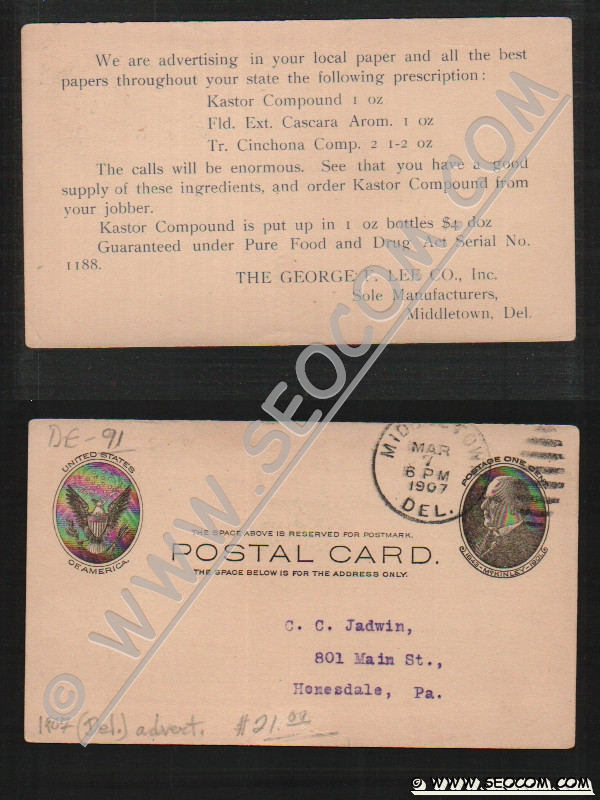 We are advertising in your local paper and all the best
papers throughout your state the following prescription:
Kastor Compound 1 oz
Fld. Ext. Cascara Arom. 1 oz
Tr. Cinchona Comp. 2 1-2 oz
The calls will be enormous. See that you have a good
supply of these ingredients, and order Kastor Compound from
your jobber.
Kastor Compound is put up in 1 oz bottles $4 doz
Guaranteed under Pure Food and Drug Act Serial No.
1188.
THE GEORGE F. LEE CO., Inc.
Sole Manufacturers,
Middletown, Del.
DE-91
UNITED STATES
OF AMERICA.
MIDDLETOWN
MAR
7
6 PM
1907
DEL.
POSTAGE ONE CENT
1843-MCKINLEY-1901
THE SPACE ABOVE IS RESERVED FOR POSTMARK.
POSTAL CARD.
THE SPACE BELOW IS FOR THE ADDRESS ONLY.
C. C. Jadwin,
801 Main St.,
Honesdale, Pa.
1907 (Del.) advert. $21.00
© WWW.SEOCOM.COM
© WWW.SEOCOM.COM